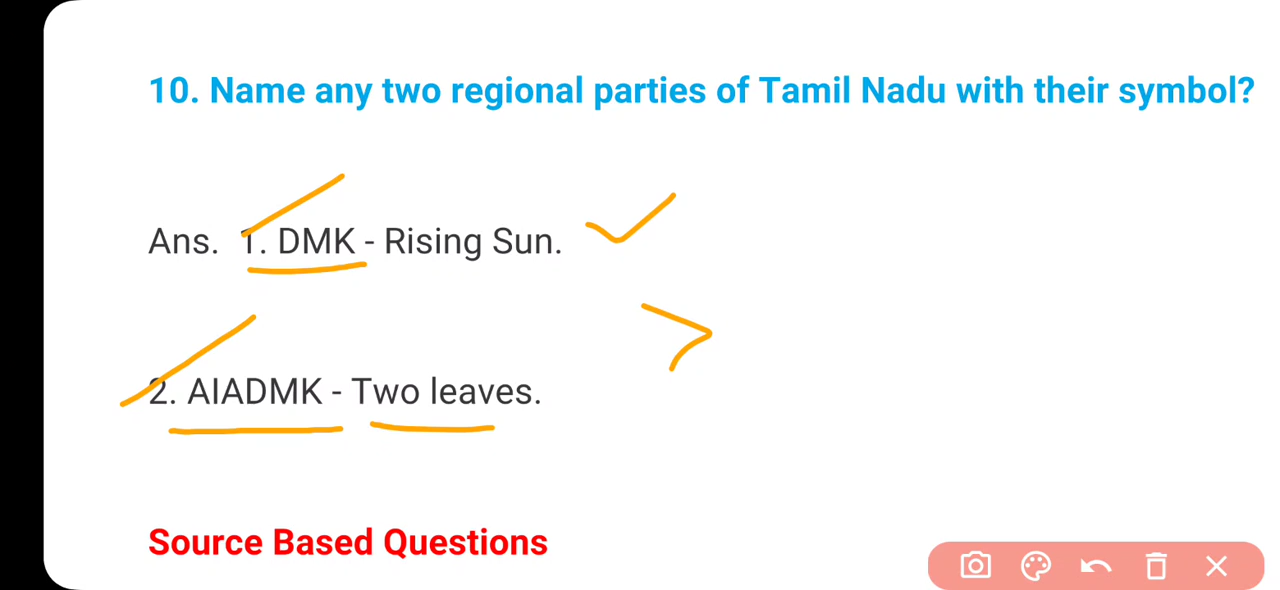 10. Name any two regional parties of Tamil Nadu with their symbol?
Ans. 1. DMK - Rising Sun.
2. AIADMK - Two leaves.
Source Based Questions